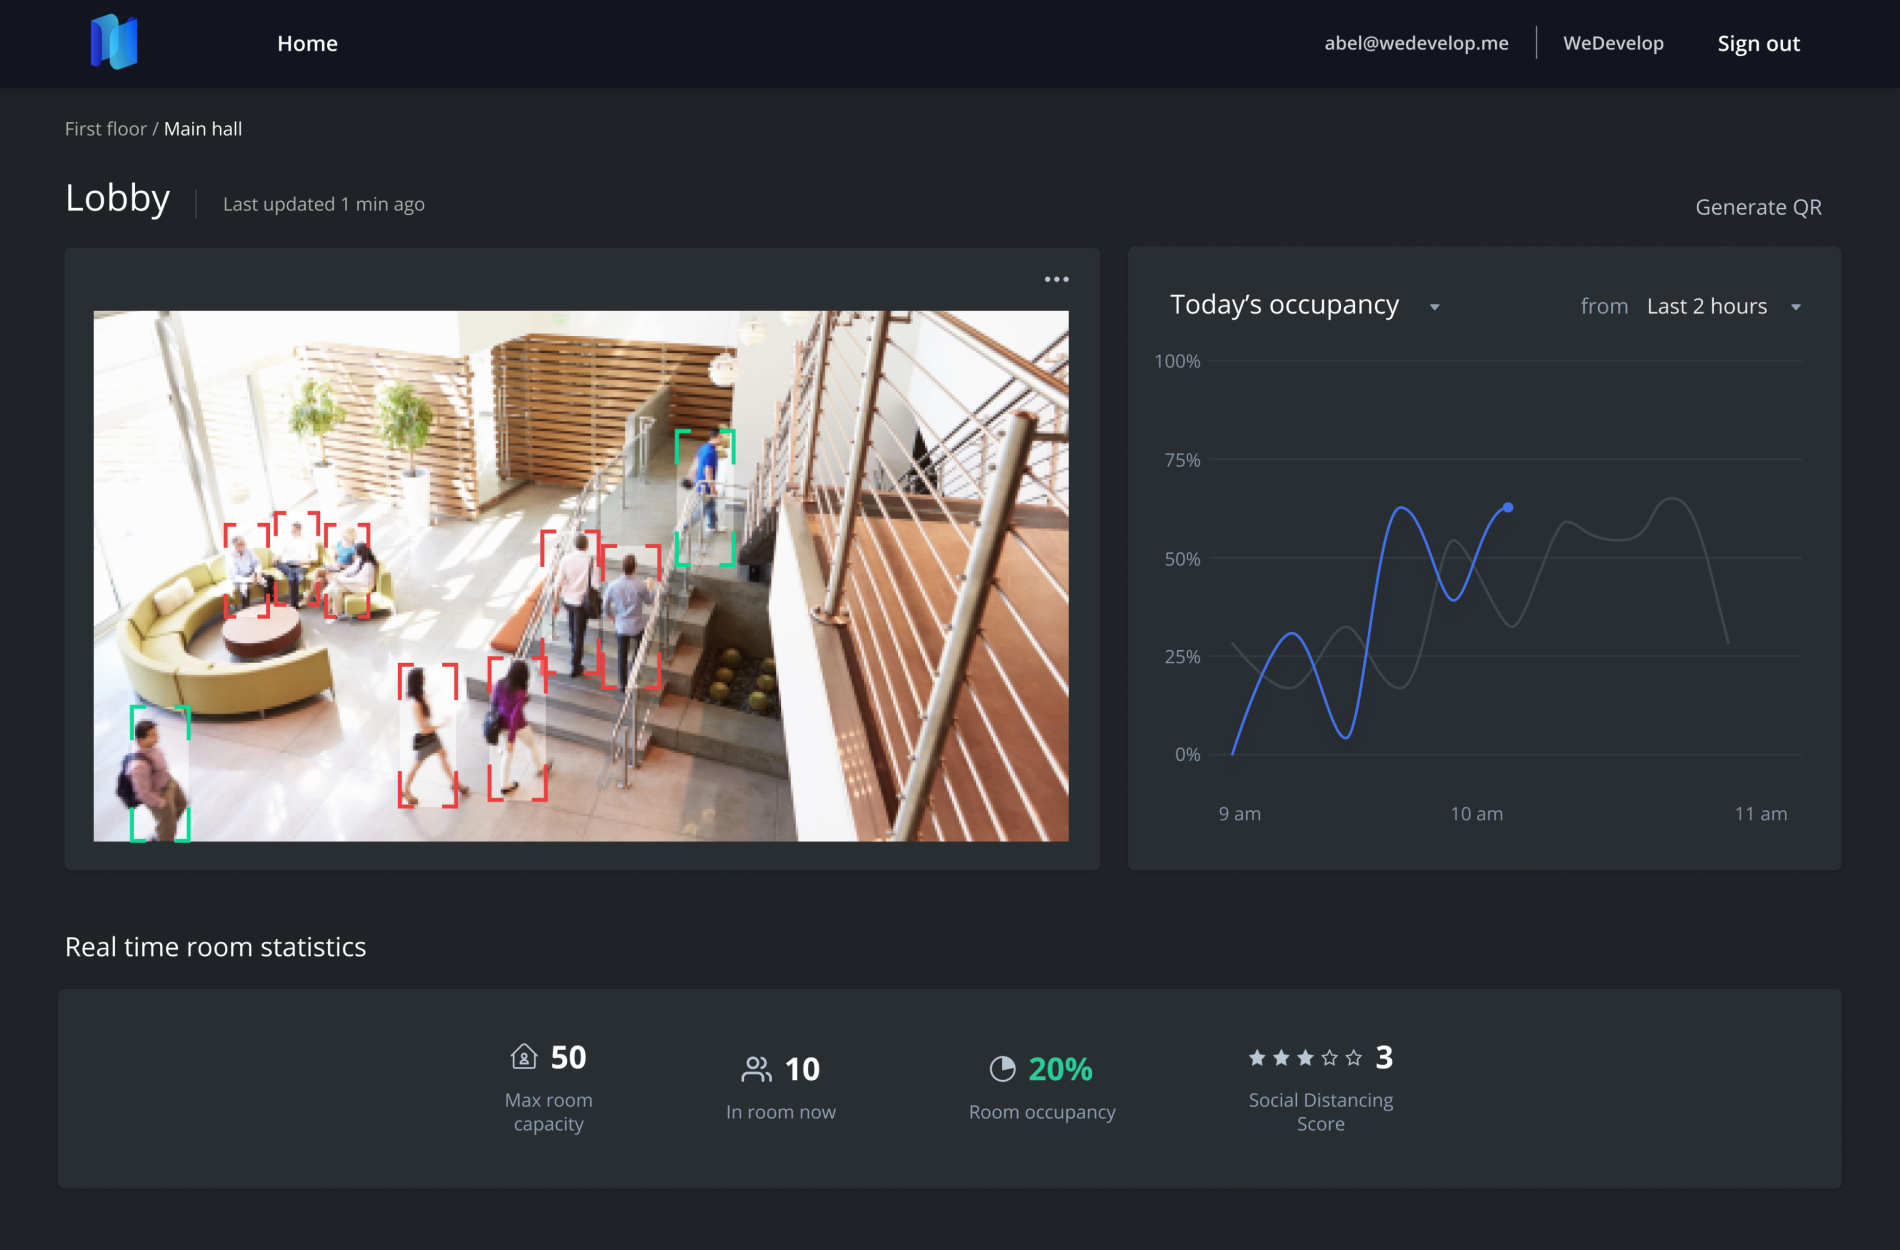 Home
abel@wedevelop.me
WeDevelop
Sign out
First floor / Main hall
Lobby
Last updated 1 min ago
Generate QR
Today’s occupancy
from Last 2 hours
100%
75%
50%
25%
0%
9 am
10 am
11 am
Real time room statistics
50
Max room
capacity
10
In room now
20%
Room occupancy
3
Social Distancing
Score